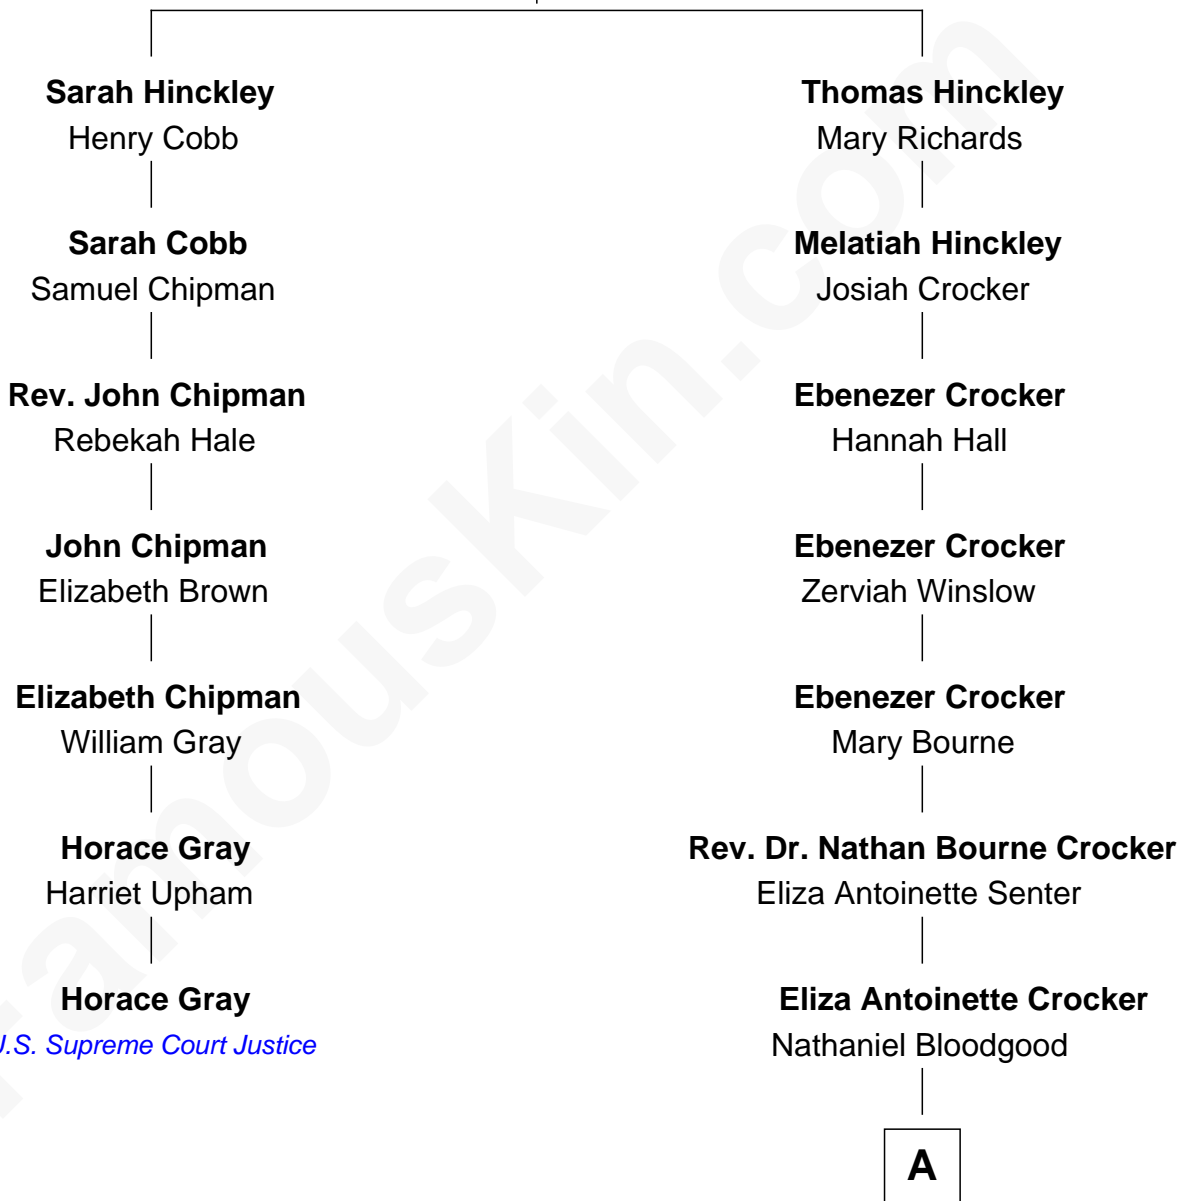 Sarah Hinckley
Henry Cobb
Thomas Hinckley
Mary Richards
Sarah Cobb
Samuel Chipman
Melatiah Hinckley
Josiah Crocker
Rev. John Chipman
Rebekah Hale
Ebenezer Crocker
Hannah Hall
John Chipman
Elizabeth Brown
Ebenezer Crocker
Zerviah Winslow
Elizabeth Chipman
William Gray
Ebenezer Crocker
Mary Bourne
Horace Gray
Harriet Upham
Rev. Dr. Nathan Bourne Crocker
Eliza Antoinette Senter
Horace Gray
U.S. Supreme Court Justice
Eliza Antoinette Crocker
Nathaniel Bloodgood
A
FamousKin.com